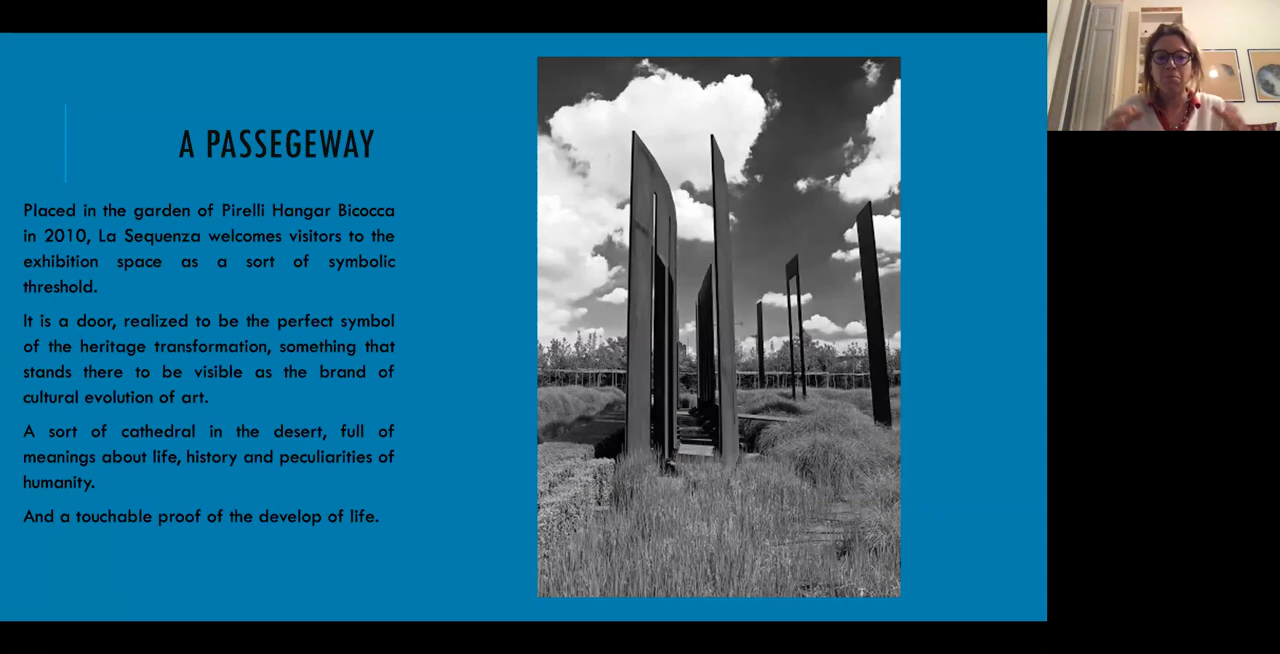 A PASSEGEWAY
Placed in the garden of Pirelli Hangar Bicocca
in 2010, La Sequenza welcomes visitors to the
exhibition space as a sort of symbolic
threshold.
It is a door, realized to be the perfect symbol
of the heritage transformation, something that
stands there to be visible as the brand of
cultural evolution of art.
A sort of cathedral in the desert, full of
meanings about life, history and peculiarities of
humanity.
And a touchable proof of the develop of life.